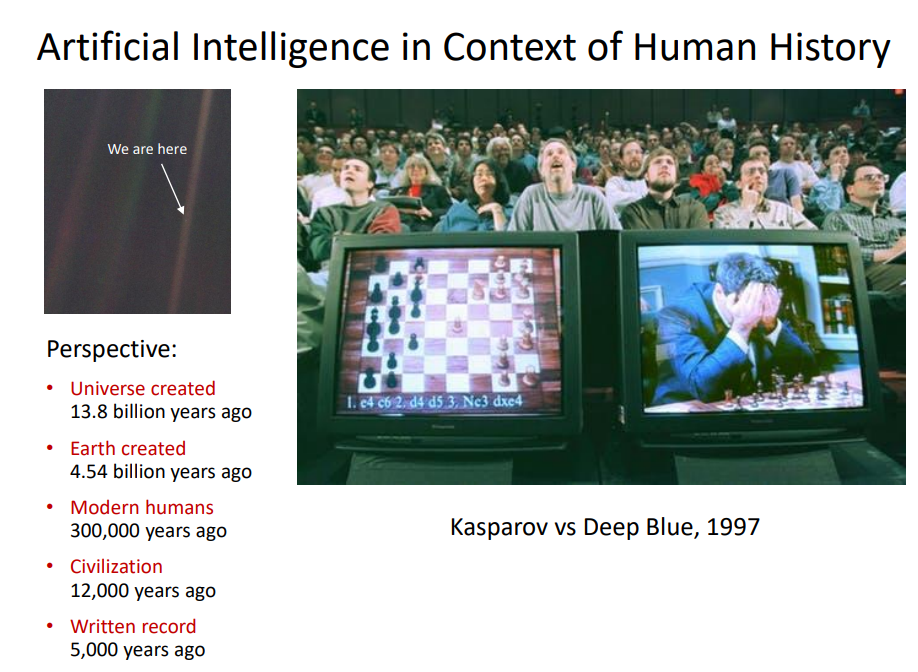 Artificial Intelligence in Context of Human History
We are here
Perspective:
• Universe created
13.8 billion years ago
• Earth created
4.54 billion years ago
• Modern humans
300,000 years ago
• Civilization
12,000 years ago
• Written record
5,000 years ago
1. e4 c6 2. d4 d5 3. Nc3 dxe4
Kasparov vs Deep Blue, 1997